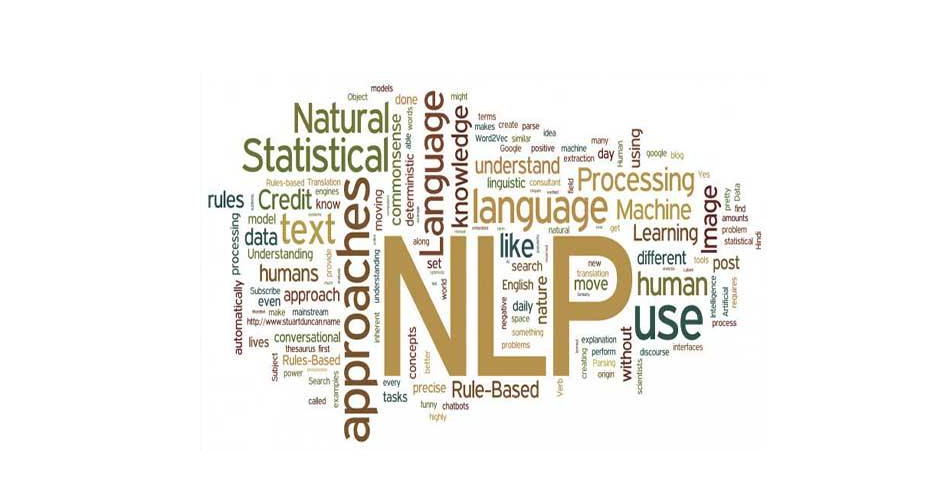 models
Object
done
might
Natural
Language
words
able
terms
makes
create
parse
Word2Vec
similar
idea
Statistical
commonsense
deterministic
knowledge
Google
positive
machine
many
understand
extraction
day
Human
using
google
blog
Rules-based
Translation
linguistic
consultant
field
Processing
Yes
rules
Credit
engines
know
approaches
moving
language
Machine
Image
pretty
Data
find
model
text
amounts
data
along
like
natural
get
Learning
problem
statistical
Hindi
Understanding
provide
understanding
set
NLP
search
new
different
tools
post
humans
translation
automatically
processing
Subscribe
approach
world
English
nature
move
human
Intelligence
Artificial
requires
even
make
mainstream
daily
negative
space
use
process
http://www.stuartduncan.name
inherent
something
lives
conversational
concepts
problems
explanation
without
thesaurus
first
perform
discourse
interfaces
Subject
Rules-Based
better
creating
Parsing
power
origin
scientists
Search
every
precise
Rule-Based
Verb
examples
tasks
called
funny
chatbots
highly